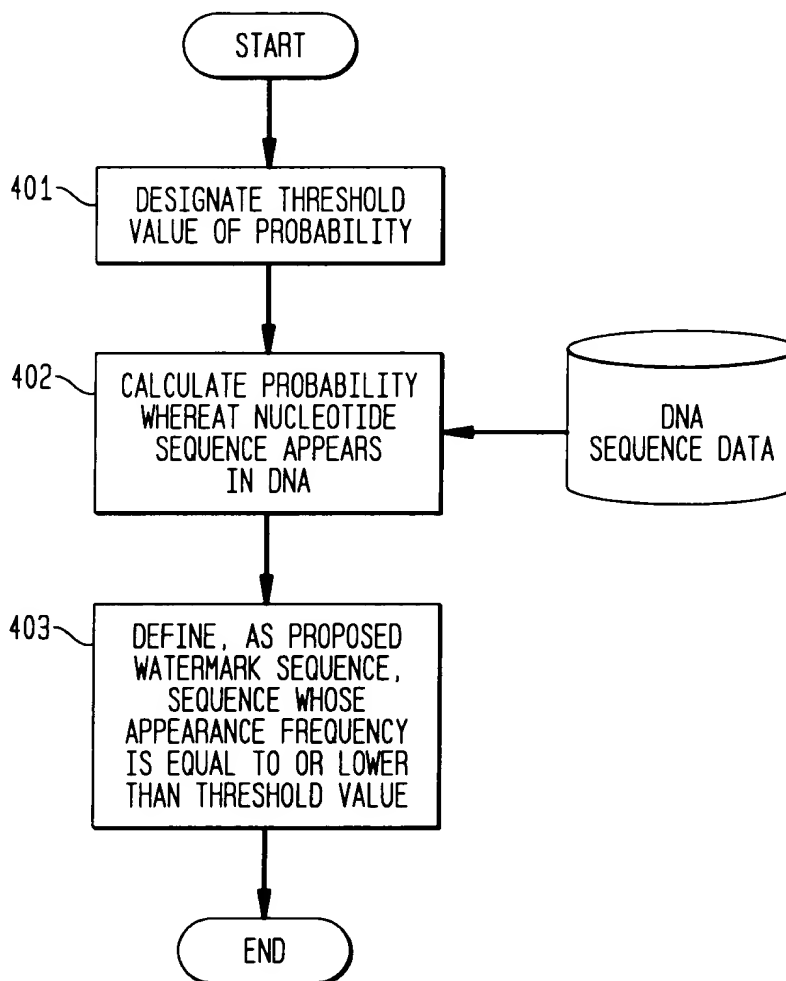 START
401
DESIGNATE THRESHOLD
VALUE OF PROBABILITY
402
CALCULATE PROBABILITY
WHEREAT NUCLEOTIDE
SEQUENCE APPEARS
IN DNA
DNA
SEQUENCE DATA
403
DEFINE, AS PROPOSED
WATERMARK SEQUENCE,
SEQUENCE WHOSE
APPEARANCE FREQUENCY
IS EQUAL TO OR LOWER
THAN THRESHOLD VALUE
END